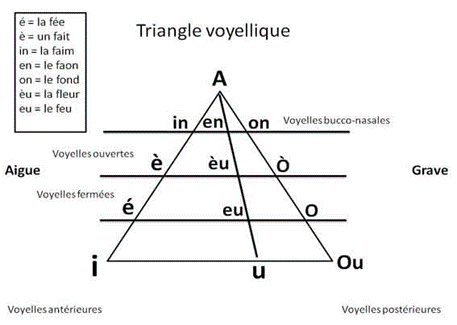 Triangle voyellique
é = la fée
è = un fait
in = la faim
en = le faon
on = le fond
èu = la fleur
eu = le feu
A
in en on Voyelles bucco-nasales
Voyelles ouvertes
Aigue è èu Ò Grave
Voyelles fermées
é eu O
i u Ou
Voyelles antérieures Voyelles postérieures